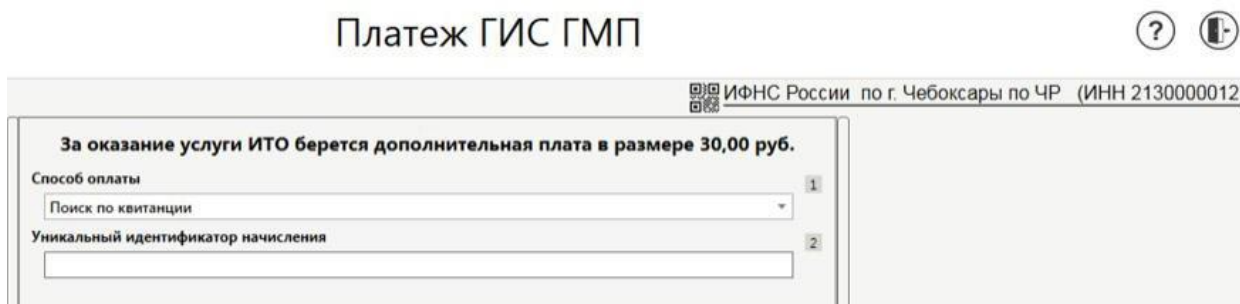 Платеж ГИС ГМП
?
ИФНС России по г. Чебоксары по ЧР (ИНН 2130000012
За оказание услуги ИТО берется дополнительная плата в размере 30,00 руб.
Способ оплаты
1
Поиск по квитанции
Уникальный идентификатор начисления
2